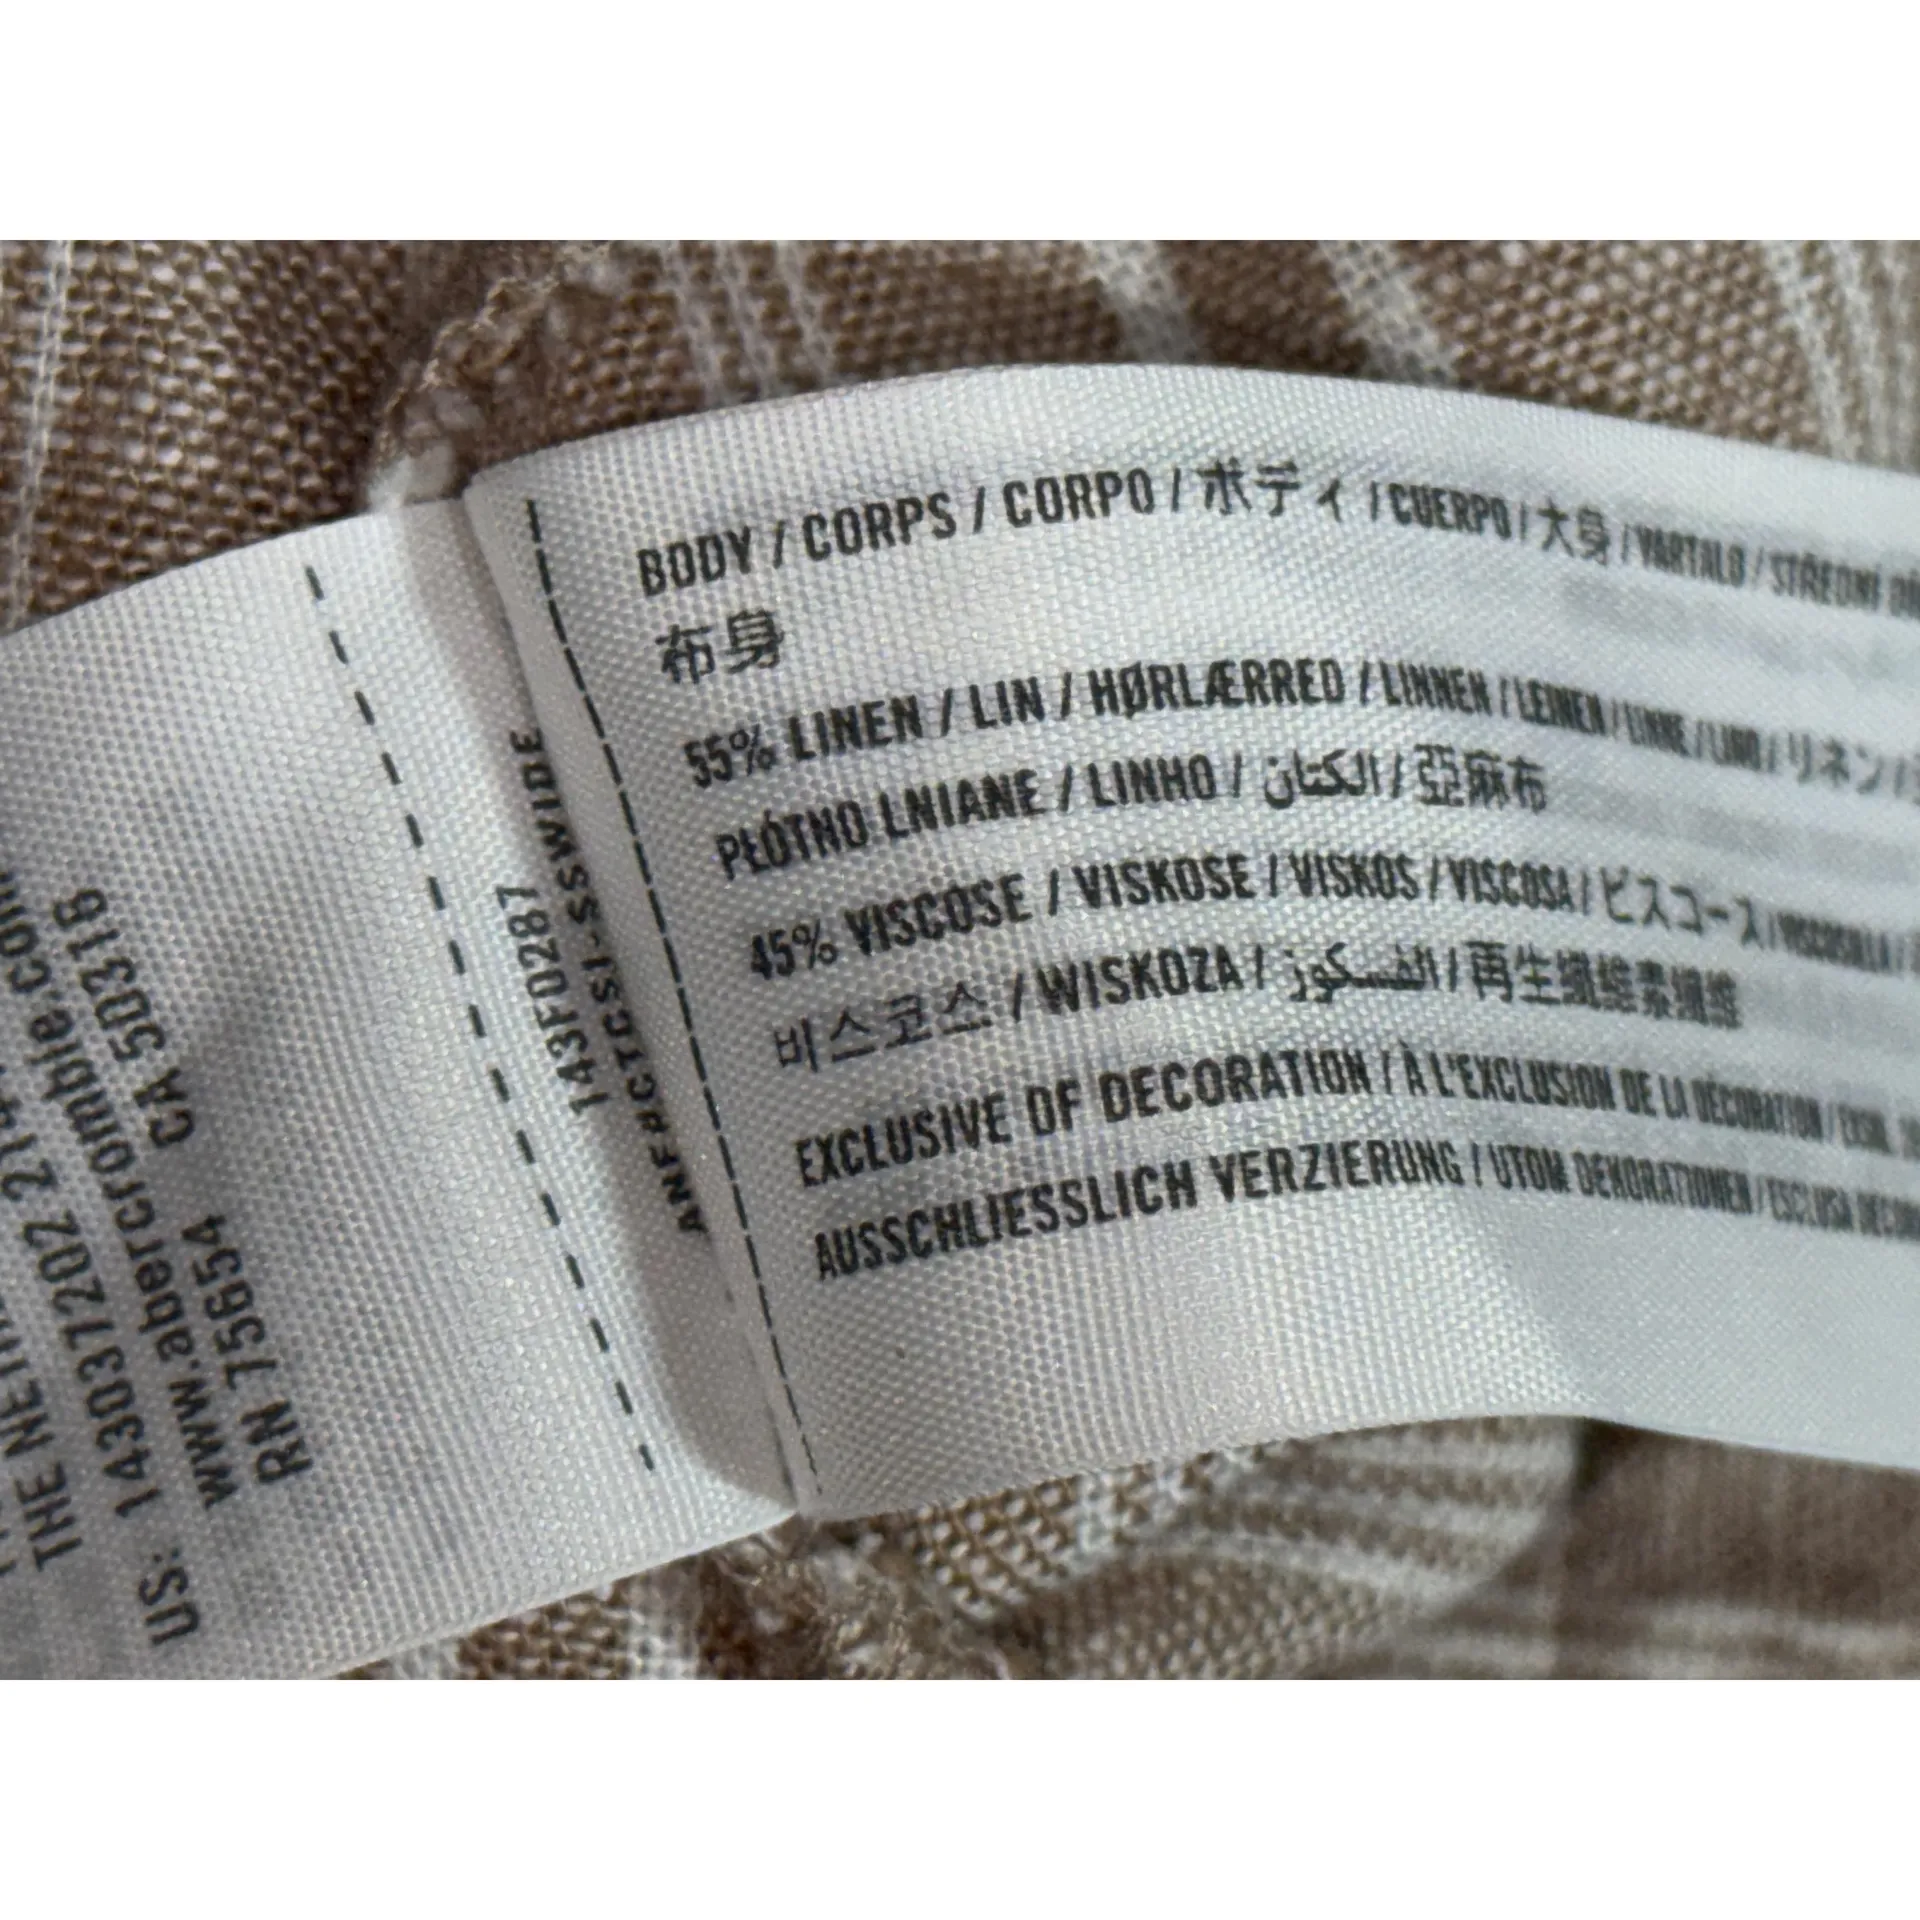 BODY / CORPS / CORPO / ボディ / CUERPO / 大身 / VARTALO / STŘEDNÍ
布身
55% LINEN / LIN / HØRLÆRRED / LINNEN / LEINEN / LINNE / LINO / リネン /
PŁÓTNO LNIANE / LINHO / الكتان / 亞麻布
45% VISCOSE / VISKOSE / VISKOS / VISCOSA / ビスコース /
비스코스 / WISKOZA / الفسكوز / 再生纖維素纖維
EXCLUSIVE OF DECORATION / À L'EXCLUSION DE LA DÉCORATION /
AUSSCHLIESSLICH VERZIERUNG / UTOM DEKORATIONEN / ESCLUSA
143F0287
ANF#CTCSI-SSWIDE
THE
US: 143037202
www.abercrombie.com
RN 75654 CA 50318